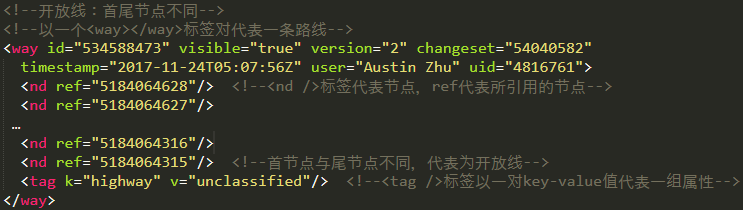 <!--开放线：首尾节点不同-->
<!--以一个<way></way>标签对代表一条路线-->
<way id="534588473" visible="true" version="2" changeset="54040582"
timestamp="2017-11-24T05:07:56Z" user="Austin Zhu" uid="4816761">
<nd ref="5184064628"/> <!--<nd />标签代表节点，ref代表所引用的节点-->
<nd ref="5184064627"/>
…
<nd ref="5184064316"/>
<nd ref="5184064315"/> <!--首节点与尾节点不同，代表为开放线-->
<tag k="highway" v="unclassified"/> <!--<tag />标签以一对key-value值代表一组属性-->
</way>